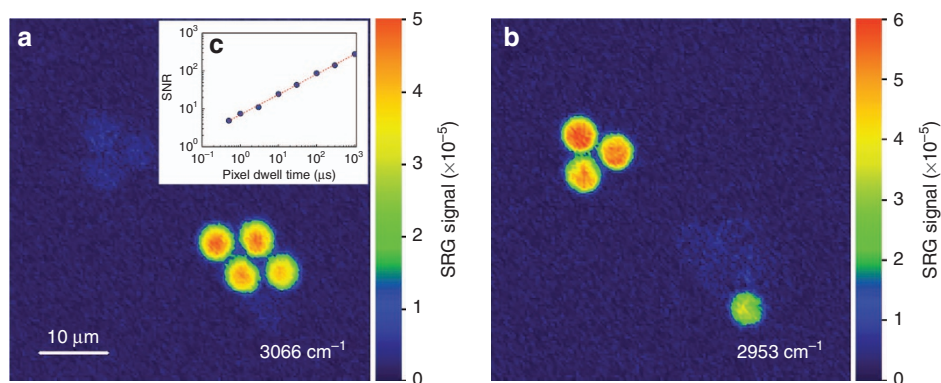 a
c
SNR
10³
10²
10¹
10⁰
10⁻¹ 10⁰ 10¹ 10² 10³
Pixel dwell time (μs)
10 μm
3066 cm⁻¹
5
4
3
2
1
0
SRG signal (×10⁻⁵)
b
2953 cm⁻¹
6
5
4
3
2
1
0
SRG signal (×10⁻⁵)